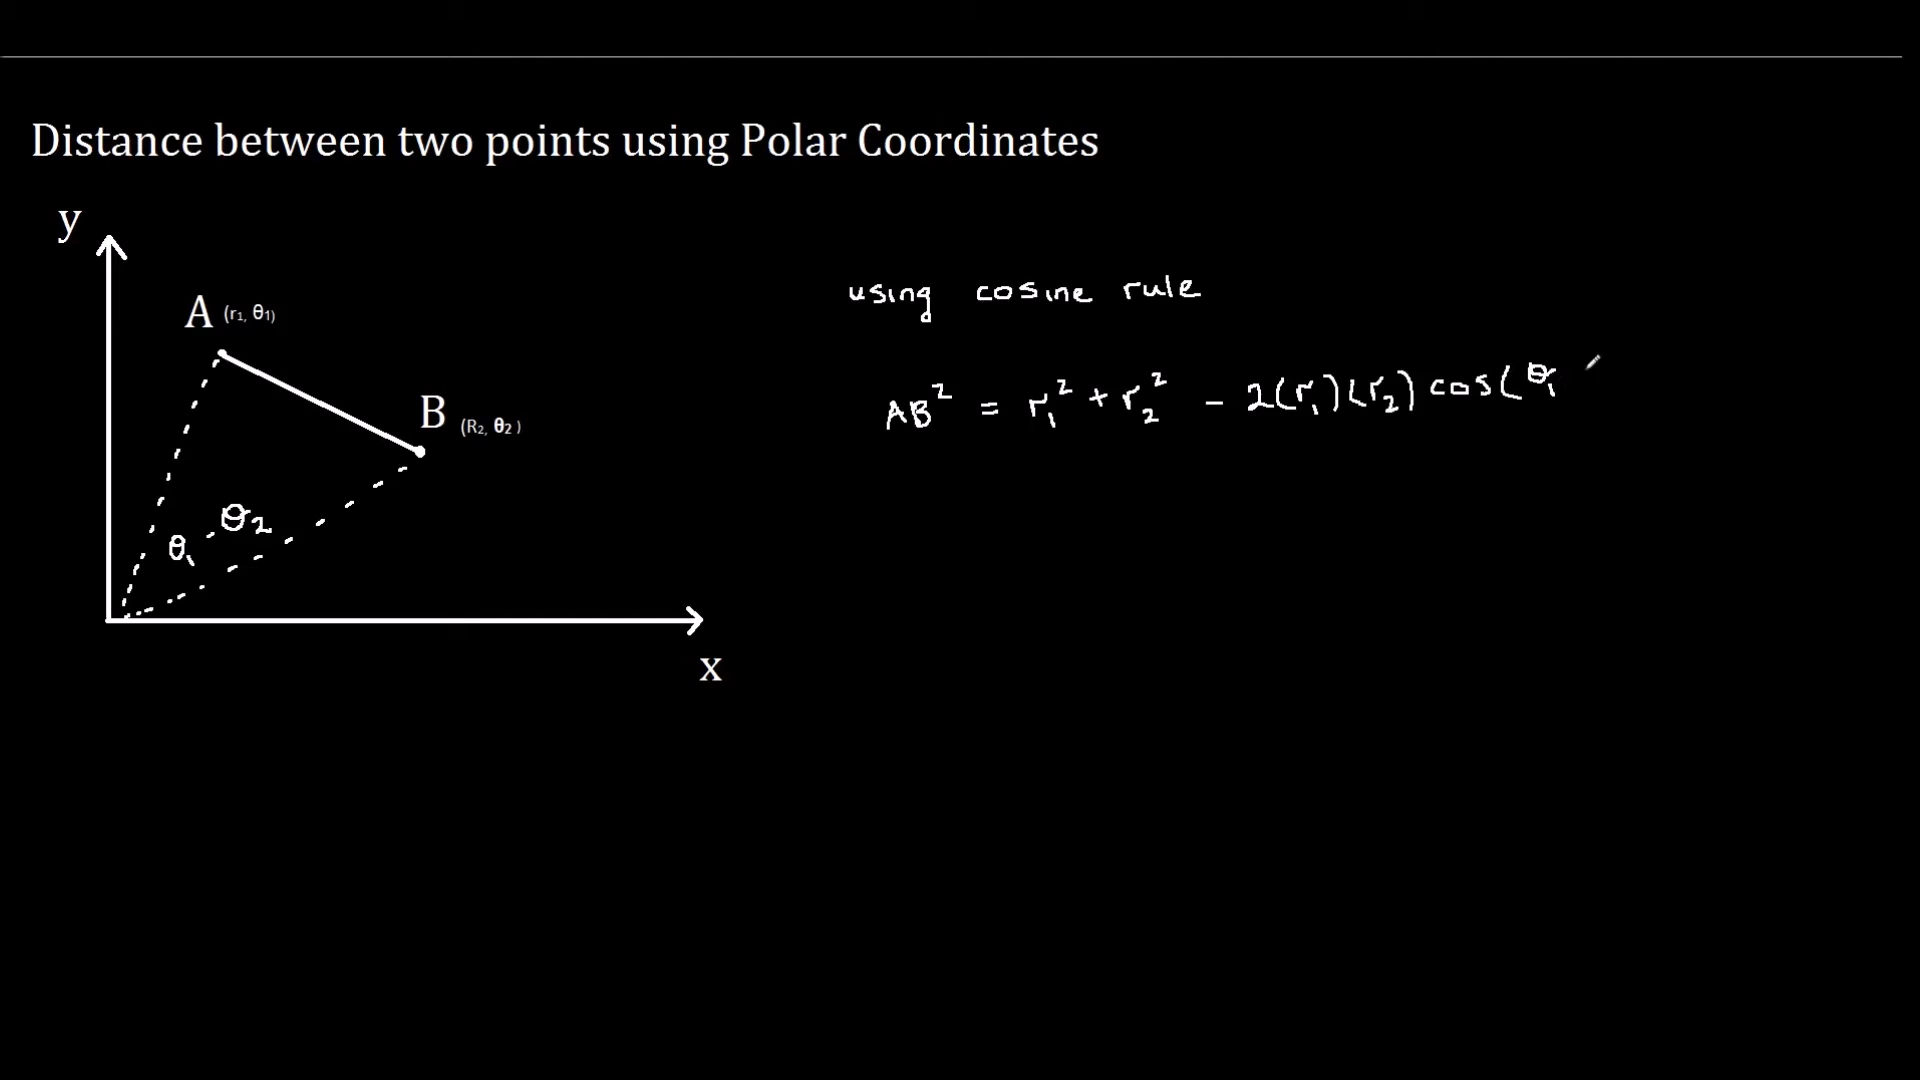 Distance between two points using Polar Coordinates
y
using cosine rule
A (r₁, θ₁)
AB² = r₁² + r₂² - 2(r₁)(r₂) cos(θ₁
B (R₂, θ₂ )
θ₁ - θ₂
x